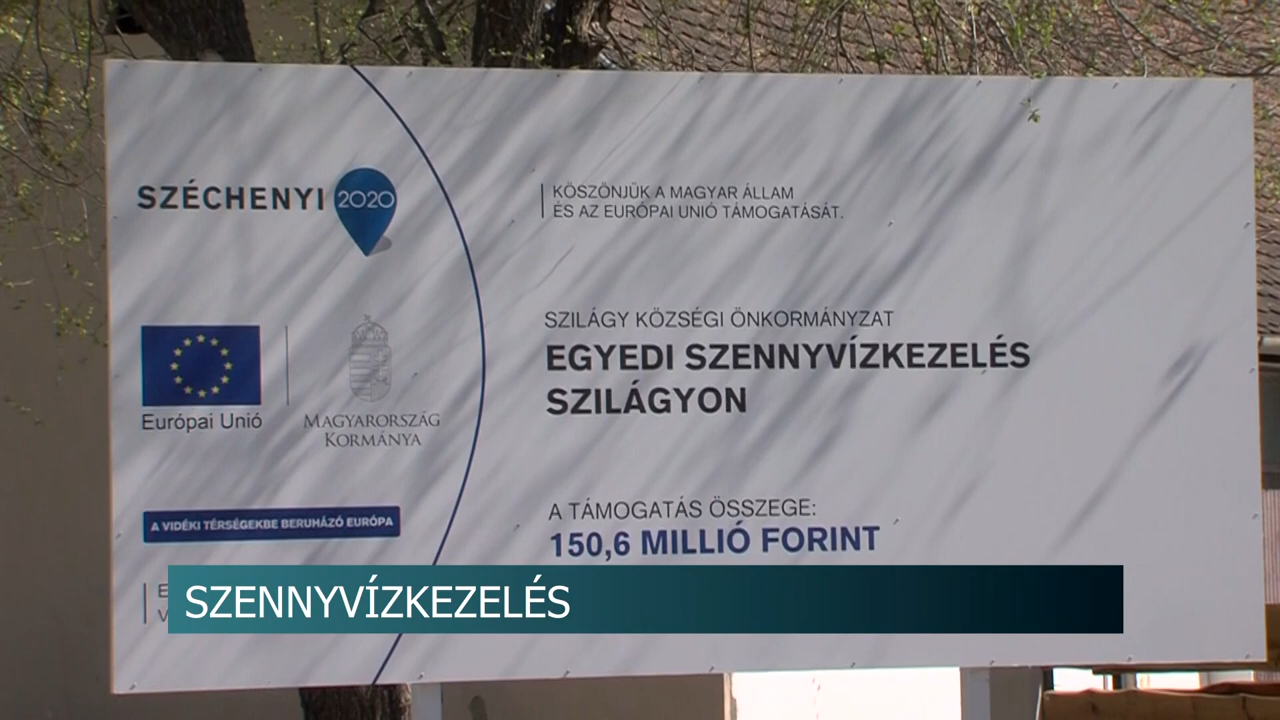 SZÉCHENYI 2020
KÖSZÖNJÜK A MAGYAR ÁLLAM
ÉS AZ EURÓPAI UNIÓ TÁMOGATÁSÁT.
SZILÁGY KÖZSÉGI ÖNKORMÁNYZAT
EGYEDI SZENNYVÍZKEZELÉS
SZILÁGYON
Európai Unió
MAGYARORSZÁG
KORMÁNYA
A TÁMOGATÁS ÖSSZEGE:
150,6 MILLIÓ FORINT
A VIDÉKI TÉRSÉGEKBE BERUHÁZÓ EURÓPA
SZENNYVÍZKEZELÉS